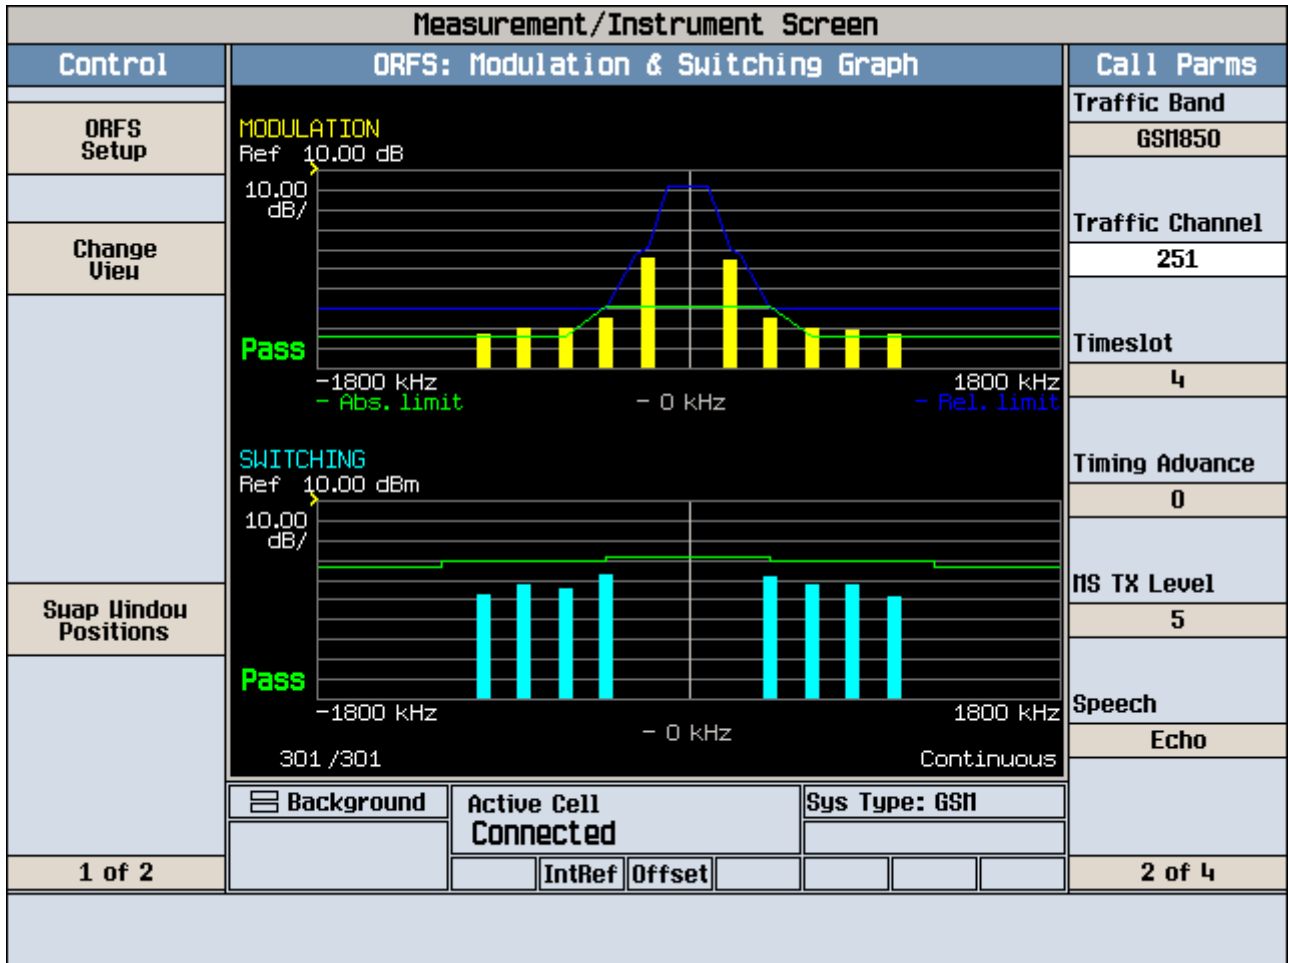 Measurement/Instrument Screen
Control
ORFS: Modulation & Switching Graph
Call Parms
ORFS
Setup
Change
View
Swap Window
Positions
1 of 2
MODULATION
Ref 10.00 dB
10.00
dB/
Pass
-1800 kHz
1800 kHz
- Abs. limit
- 0 kHz
- Rel. limit
SWITCHING
Ref 10.00 dBm
10.00
dB/
Pass
-1800 kHz
1800 kHz
- 0 kHz
301 /301
Continuous
Background
Active Cell
Connected
Sys Type: GSM
IntRef
Offset
Traffic Band
GSM850
Traffic Channel
251
Timeslot
4
Timing Advance
0
MS TX Level
5
Speech
Echo
2 of 4